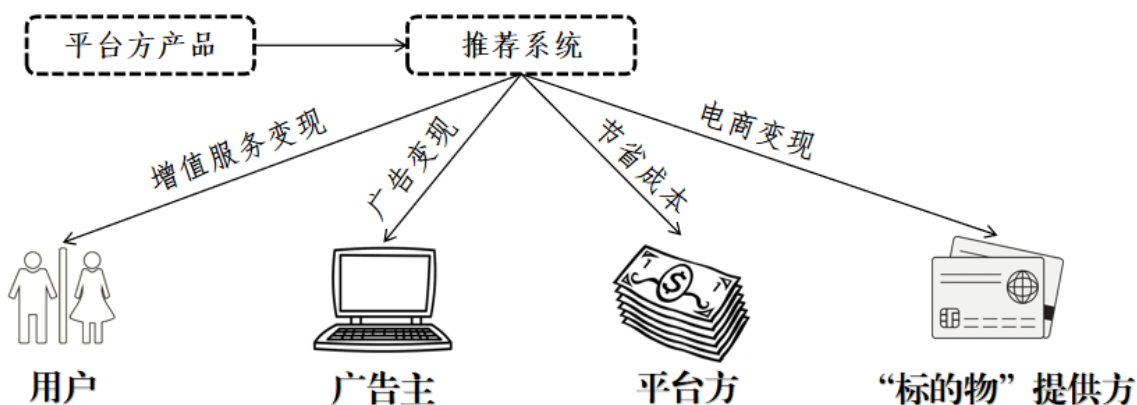 平台方产品
推荐系统
增值服务变现
广告变现
节省成本
电商变现
用户
广告主
平台方
“标的物”提供方